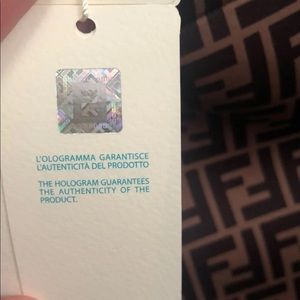 L'OLOGRAMMA GARANTISCE
L'AUTENTICITÀ DEL PRODOTTO
THE HOLOGRAM GUARANTEES
THE AUTHENTICITY OF THE
PRODUCT.